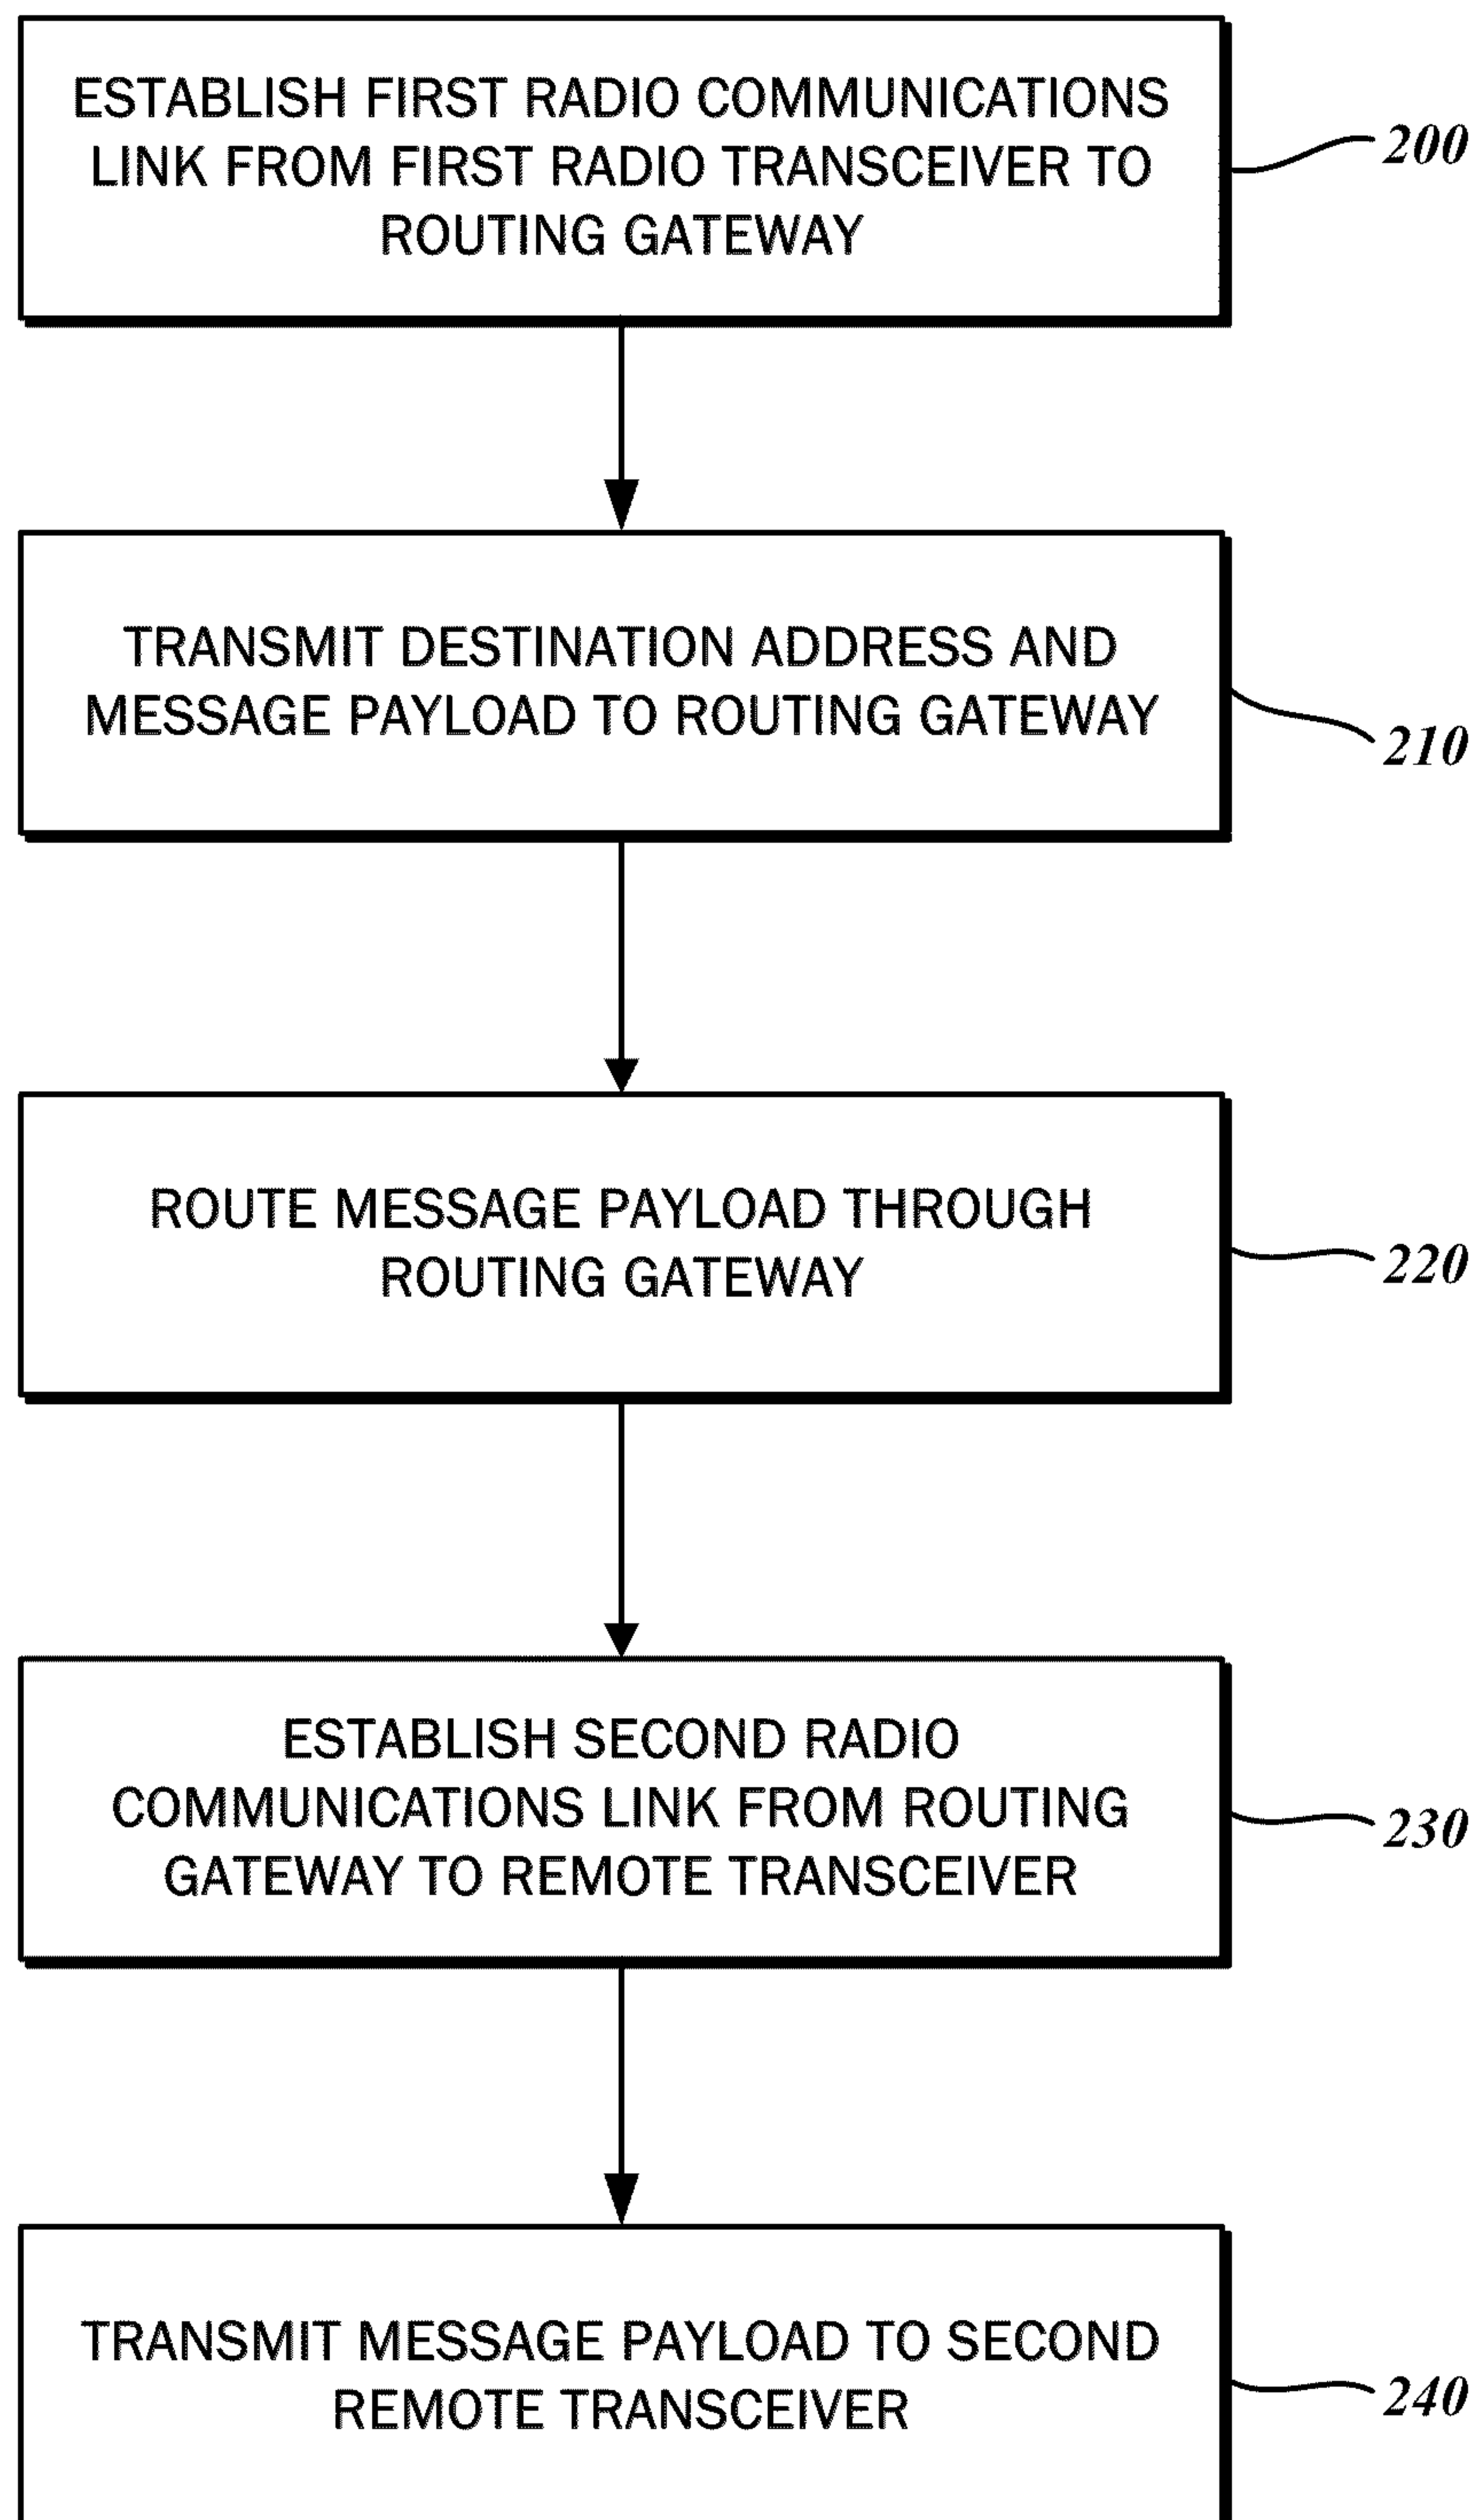 ESTABLISH FIRST RADIO COMMUNICATIONS
LINK FROM FIRST RADIO TRANSCEIVER TO
ROUTING GATEWAY
200
TRANSMIT DESTINATION ADDRESS AND
MESSAGE PAYLOAD TO ROUTING GATEWAY
210
ROUTE MESSAGE PAYLOAD THROUGH
ROUTING GATEWAY
220
ESTABLISH SECOND RADIO
COMMUNICATIONS LINK FROM ROUTING
GATEWAY TO REMOTE TRANSCEIVER
230
TRANSMIT MESSAGE PAYLOAD TO SECOND
REMOTE TRANSCEIVER
240